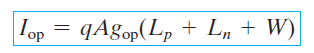 I_op = qAg_op(L_p + L_n + W)